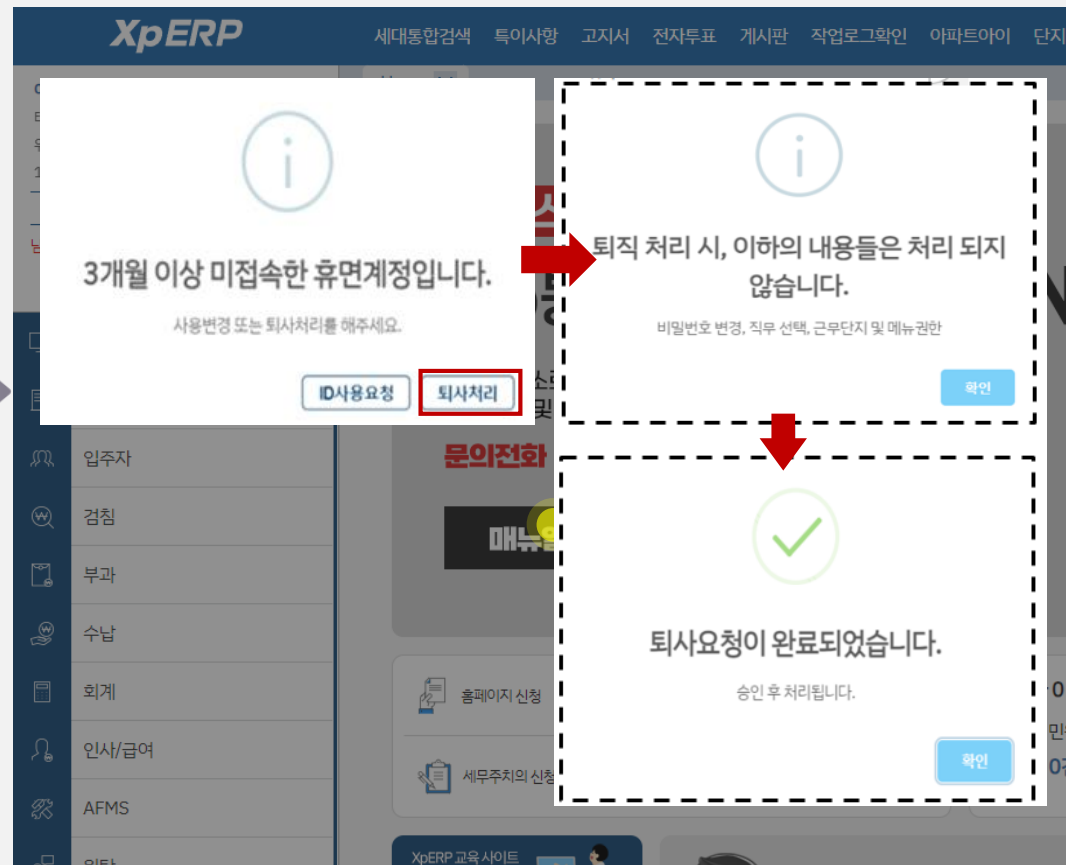 XpERP
세대통합검색 특이사항 고지서 전자투표 게시판 작업로그확인 아파트아이 단지
3개월 이상 미접속한 휴면계정입니다.
사용변경 또는 퇴사처리를 해주세요.
ID사용요청 퇴사처리
퇴직 처리 시, 이하의 내용들은 처리 되지
않습니다.
비밀번호 변경, 직무 선택, 근무단지 및 메뉴권한
확인
및
문의전화
입주자
검침
부과
수납
회계
인사/급여
AFMS
퇴사요청이 완료되었습니다.
승인 후 처리됩니다.
확인
홈페이지 신청
세무주치의 신청
XpERP 교육 사이트